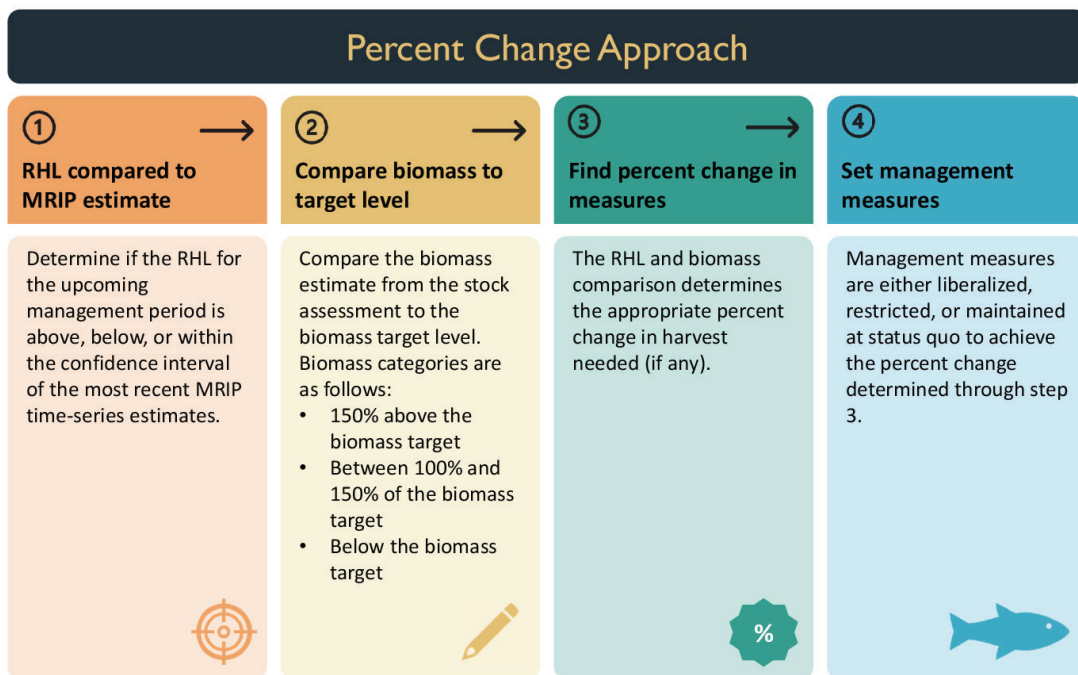 Percent Change Approach
1
RHL compared to
MRIP estimate
Determine if the RHL for
the upcoming
management period is
above, below, or within
the confidence interval
of the most recent MRIP
time-series estimates.
2
Compare biomass to
target level
Compare the biomass
estimate from the stock
assessment to the
biomass target level.
Biomass categories are
as follows:
• 150% above the
biomass target
• Between 100% and
150% of the biomass
target
• Below the biomass
target
3
Find percent change in
measures
The RHL and biomass
comparison determines
the appropriate percent
change in harvest
needed (if any).
%
4
Set management
measures
Management measures
are either liberalized,
restricted, or maintained
at status quo to achieve
the percent change
determined through step
3.